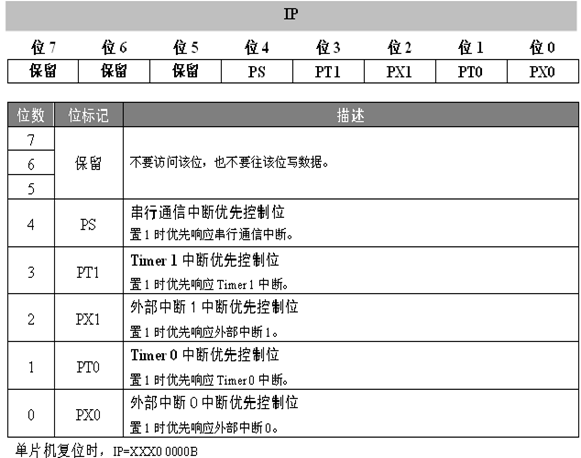 IP
位 7 位 6 位 5 位 4 位 3 位 2 位 1 位 0
保留 保留 保留 PS PT1 PX1 PT0 PX0
位数 位标记 描述
7
6
5
保留
不要访问该位，也不要往该位写数据。
4 PS
串行通信中断优先控制位
置 1 时优先响应串行通信中断。
3 PT1
Timer 1 中断优先控制位
置 1 时优先响应 Timer 1 中断。
2 PX1
外部中断 1 中断优先控制位
置 1 时优先响应外部中断 1。
1 PT0
Timer 0 中断优先控制位
置 1 时优先响应 Timer 0 中断。
0 PX0
外部中断 0 中断优先控制位
置 1 时优先响应外部中断 0。
单片机复位时，IP=XXX0 0000B